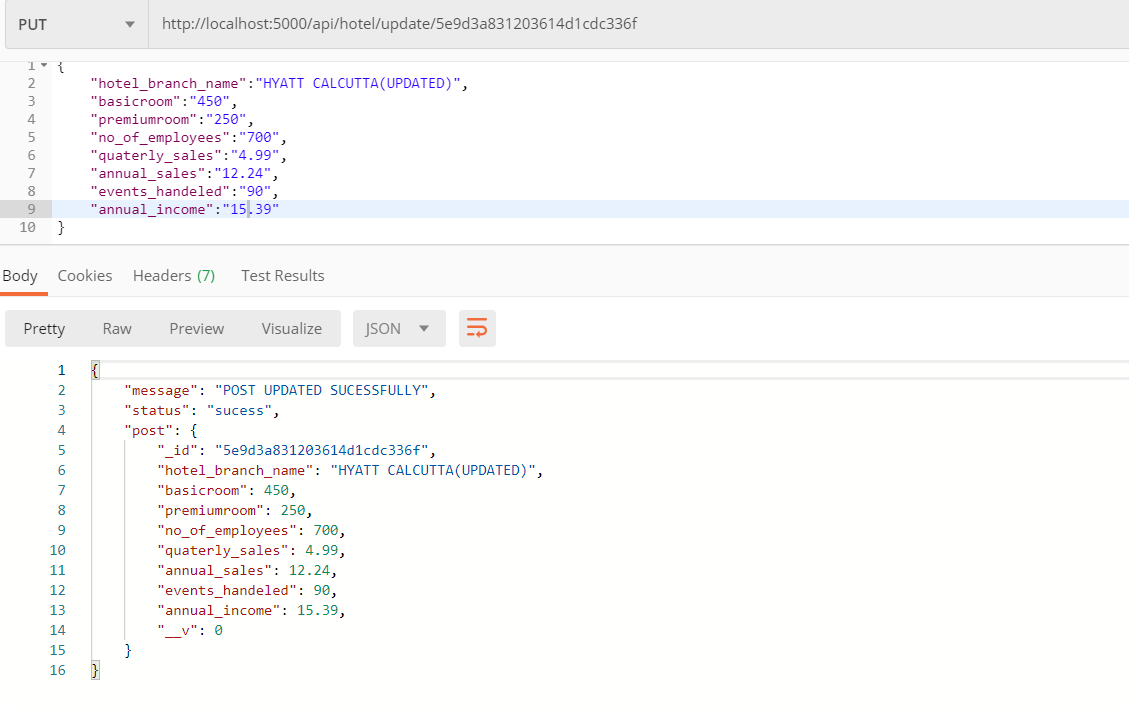 PUT http://localhost:5000/api/hotel/update/5e9d3a831203614d1cdc336f
1 {
2 "hotel_branch_name":"HYATT CALCUTTA(UPDATED)",
3 "basicroom":"450",
4 "premiumroom":"250",
5 "no_of_employees":"700",
6 "quaterly_sales":"4.99",
7 "annual_sales":"12.24",
8 "events_handeled":"90",
9 "annual_income":"15.39"
10 }
Body Cookies Headers (7) Test Results
Pretty Raw Preview Visualize JSON
1 {
2 "message": "POST UPDATED SUCESSFULLY",
3 "status": "sucess",
4 "post": {
5 "_id": "5e9d3a831203614d1cdc336f",
6 "hotel_branch_name": "HYATT CALCUTTA(UPDATED)",
7 "basicroom": 450,
8 "premiumroom": 250,
9 "no_of_employees": 700,
10 "quaterly_sales": 4.99,
11 "annual_sales": 12.24,
12 "events_handeled": 90,
13 "annual_income": 15.39,
14 "__v": 0
15 }
16 }